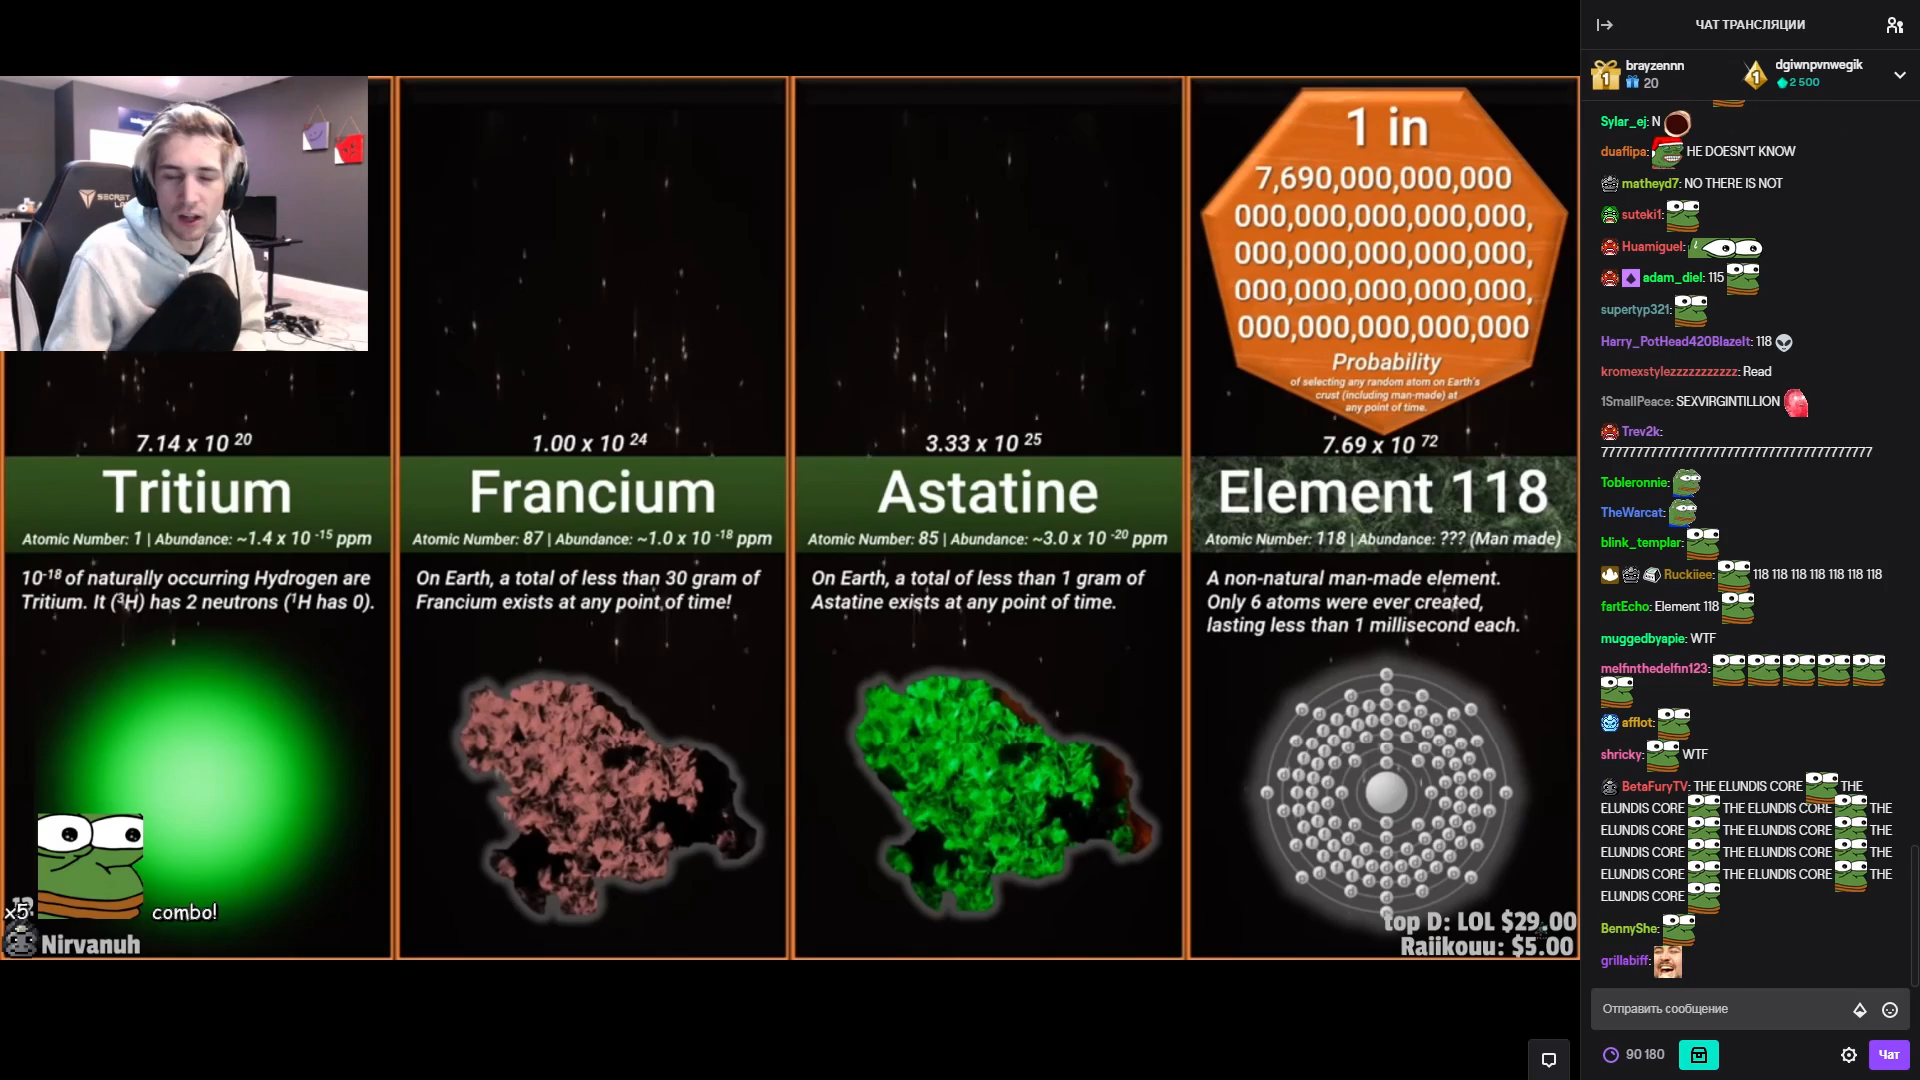 SECRET
1 in
7,690,000,000,000
000,000,000,000,000,
000,000,000,000,000,
000,000,000,000,000,
000,000,000,000,000
Probability
of selecting any random atom on Earth's
crust (including man-made) at
any point of time.
7.14 x 10 20
Tritium
Atomic Number: 1 | Abundance: ~1.4 x 10 -15 ppm
10-18 of naturally occurring Hydrogen are
Tritium. It (3H) has 2 neutrons (1H has 0).
1.00 x 10 24
Francium
Atomic Number: 87 | Abundance: ~1.0 x 10 -18 ppm
On Earth, a total of less than 30 gram of
Francium exists at any point of time!
3.33 x 10 25
Astatine
Atomic Number: 85 | Abundance: ~3.0 x 10 -20 ppm
On Earth, a total of less than 1 gram of
Astatine exists at any point of time.
7.69 x 10 72
Element 118
Atomic Number: 118 | Abundance: ??? (Man made)
A non-natural man-made element.
Only 6 atoms were ever created,
lasting less than 1 millisecond each.
x5
combo!
Nirvanuh
top D: LOL $29.00
Raiikouu: $5.00
ЧАТ ТРАНСЛЯЦИИ
1 brayzennn
20
1 dgiwnpvnwegik
2 500
Sylar_ej: N
duaflipa: HE DOESN'T KNOW
matheyd7: NO THERE IS NOT
suteki1:
Huamiguel:
adam_diel: 115
supertyp321:
Harry_PotHead420BlazeIt: 118
kromexstylezzzzzzzzzzz: Read
1SmallPeace: SEXVIRGINTILLION
Trev2k:
Tobleronnie:
TheWarcat:
blink_templar:
Ruckiiee: 118 118 118 118 118 118 118
fartEcho: Element 118
muggedbyapie: WTF
melfinthedelfin123:
afflot:
shricky: WTF
BetaFuryTV: THE ELUNDIS CORE THE
ELUNDIS CORE THE ELUNDIS CORE THE
ELUNDIS CORE THE ELUNDIS CORE THE
ELUNDIS CORE THE ELUNDIS CORE THE
ELUNDIS CORE THE ELUNDIS CORE THE
ELUNDIS CORE
BennyShe:
grillabiff:
Отправить сообщение
90 180
Чат